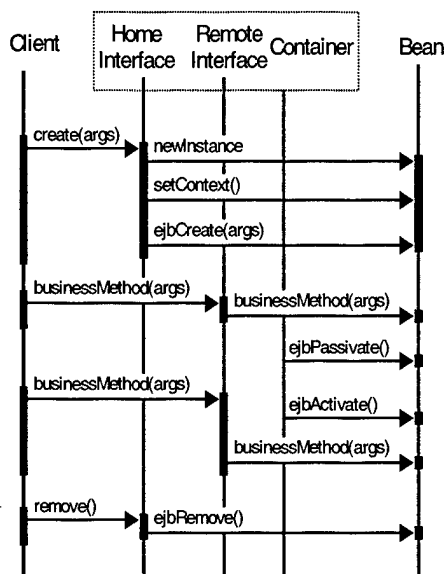 Client
Home
Interface
Remote
Interface
Container
Bean
create(args)
newInstance
setContext()
ejbCreate(args)
businessMethod(args)
businessMethod(args)
ejbPassivate()
businessMethod(args)
ejbActivate()
businessMethod(args)
remove()
ejbRemove()